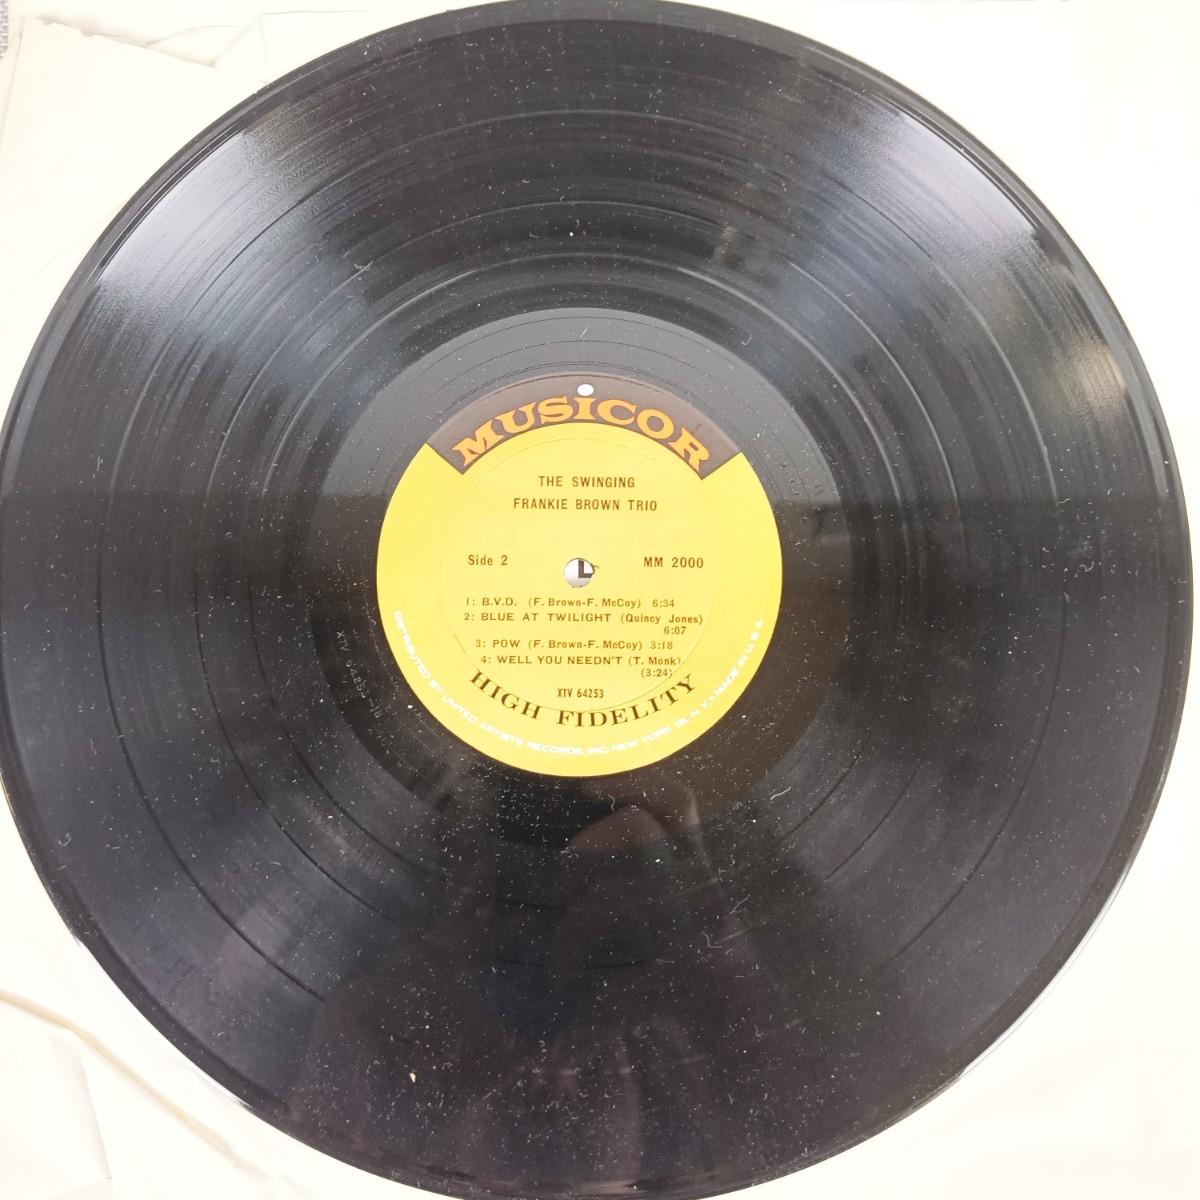 MUSICOR
THE SWINGING
FRANKIE BROWN TRIO
Side 2 MM 2000
1: B.V.D. (F. Brown-F. McCoy) 6:34
2: BLUE AT TWILIGHT (Quincy Jones)
6:07
3: POW (F. Brown-F. McCoy) 3:18
4: WELL YOU NEEDN'T (T. Monk)
(3:24)
XTV 64253
HIGH FIDELITY
DISTRIBUTED BY UNITED ARTISTS RECORDS, INC. NEW YORK 19, N.Y. • MADE IN U.S.A.